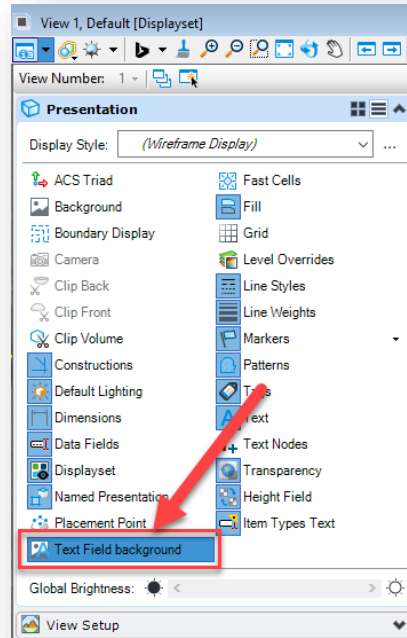 View 1, Default [Displayset]
View Number: 1
Presentation
Display Style: (Wireframe Display) ...
ACS Triad Fast Cells
Background Fill
Boundary Display Grid
Camera Level Overrides
Clip Back Line Styles
Clip Front Line Weights
Clip Volume Markers
Constructions Patterns
Default Lighting Tags
Dimensions Text
Data Fields Text Nodes
Displayset Transparency
Named Presentation Height Field
Placement Point Item Types Text
Text Field background
Global Brightness:
View Setup